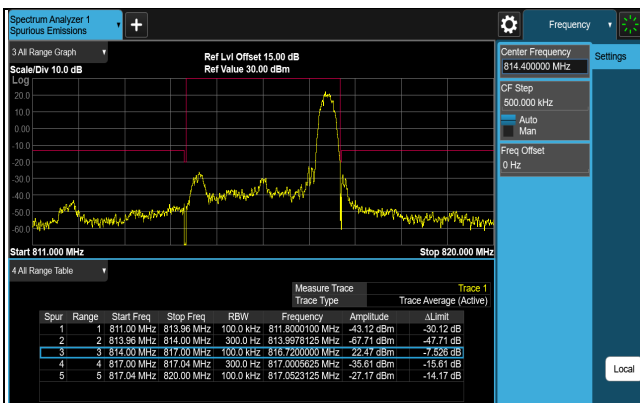 Spectrum Analyzer 1
Spurious Emissions
+
Frequency
3 All Range Graph
Ref Lvl Offset 15.00 dB
Scale/Div 10.0 dB
Ref Value 30.00 dBm
Log
20.0
10.0
0.00
-10.0
-20.0
-30.0
-40.0
-50.0
-60.0
Start 811.000 MHz
Stop 820.000 MHz
4 All Range Table
Measure Trace Trace 1
Trace Type Trace Average (Active)
Spur Range Start Freq Stop Freq RBW Frequency Amplitude ΔLimit
1 1 811.00 MHz 813.96 MHz 100.0 kHz 811.8000100 MHz -43.12 dBm -30.12 dB
2 2 813.96 MHz 814.00 MHz 300.0 Hz 813.9978125 MHz -67.71 dBm -47.71 dB
3 3 814.00 MHz 817.00 MHz 100.0 kHz 816.7200000 MHz 22.47 dBm -7.526 dB
4 4 817.00 MHz 817.04 MHz 300.0 Hz 817.0005625 MHz -35.61 dBm -15.61 dB
5 5 817.04 MHz 820.00 MHz 100.0 kHz 817.0523125 MHz -27.17 dBm -14.17 dB
Center Frequency
814.400000 MHz
Settings
CF Step
500.000 kHz
Auto
Man
Freq Offset
0 Hz
Local